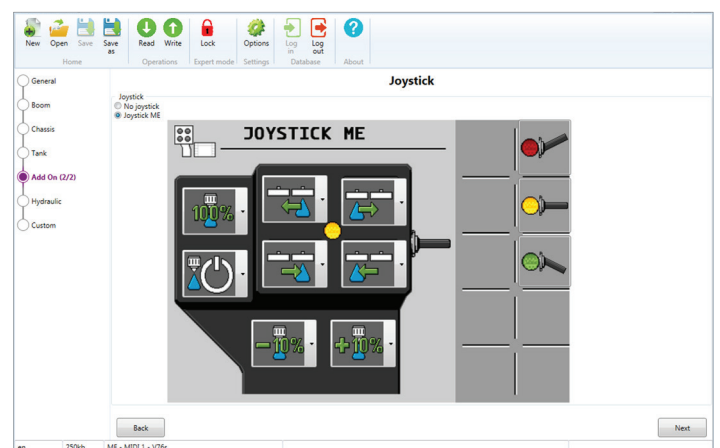 New Open Save Save as Read Write Lock Options Log in Log out
Home Operations Expert mode Settings Database About
Joystick
General
Boom
Chassis
Tank
Add On (2/2)
Hydraulic
Custom
Joystick
No joystick
Joystick ME
JOYSTICK ME
100%
-10% +10%
Back Next
en 250kb ME - MIDI 1 - V76s